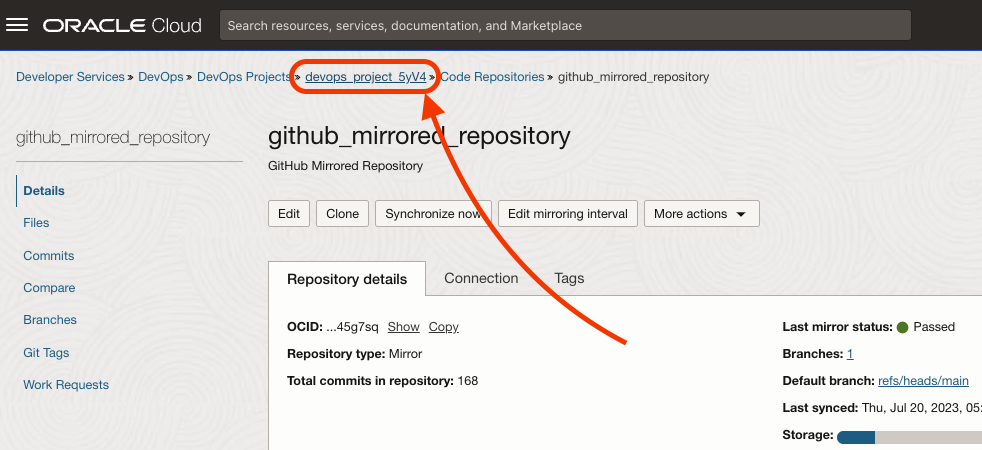 ORACLE Cloud
Search resources, services, documentation, and Marketplace
Developer Services » DevOps » DevOps Projects » devops_project_5yV4 » Code Repositories » github_mirrored_repository
github_mirrored_repository
Details
Files
Commits
Compare
Branches
Git Tags
Work Requests
github_mirrored_repository
GitHub Mirrored Repository
Edit Clone Synchronize now Edit mirroring interval More actions
Repository details Connection Tags
OCID: ...45g7sq Show Copy
Repository type: Mirror
Total commits in repository: 168
Last mirror status: Passed
Branches: 1
Default branch: refs/heads/main
Last synced: Thu, Jul 20, 2023, 05:
Storage: